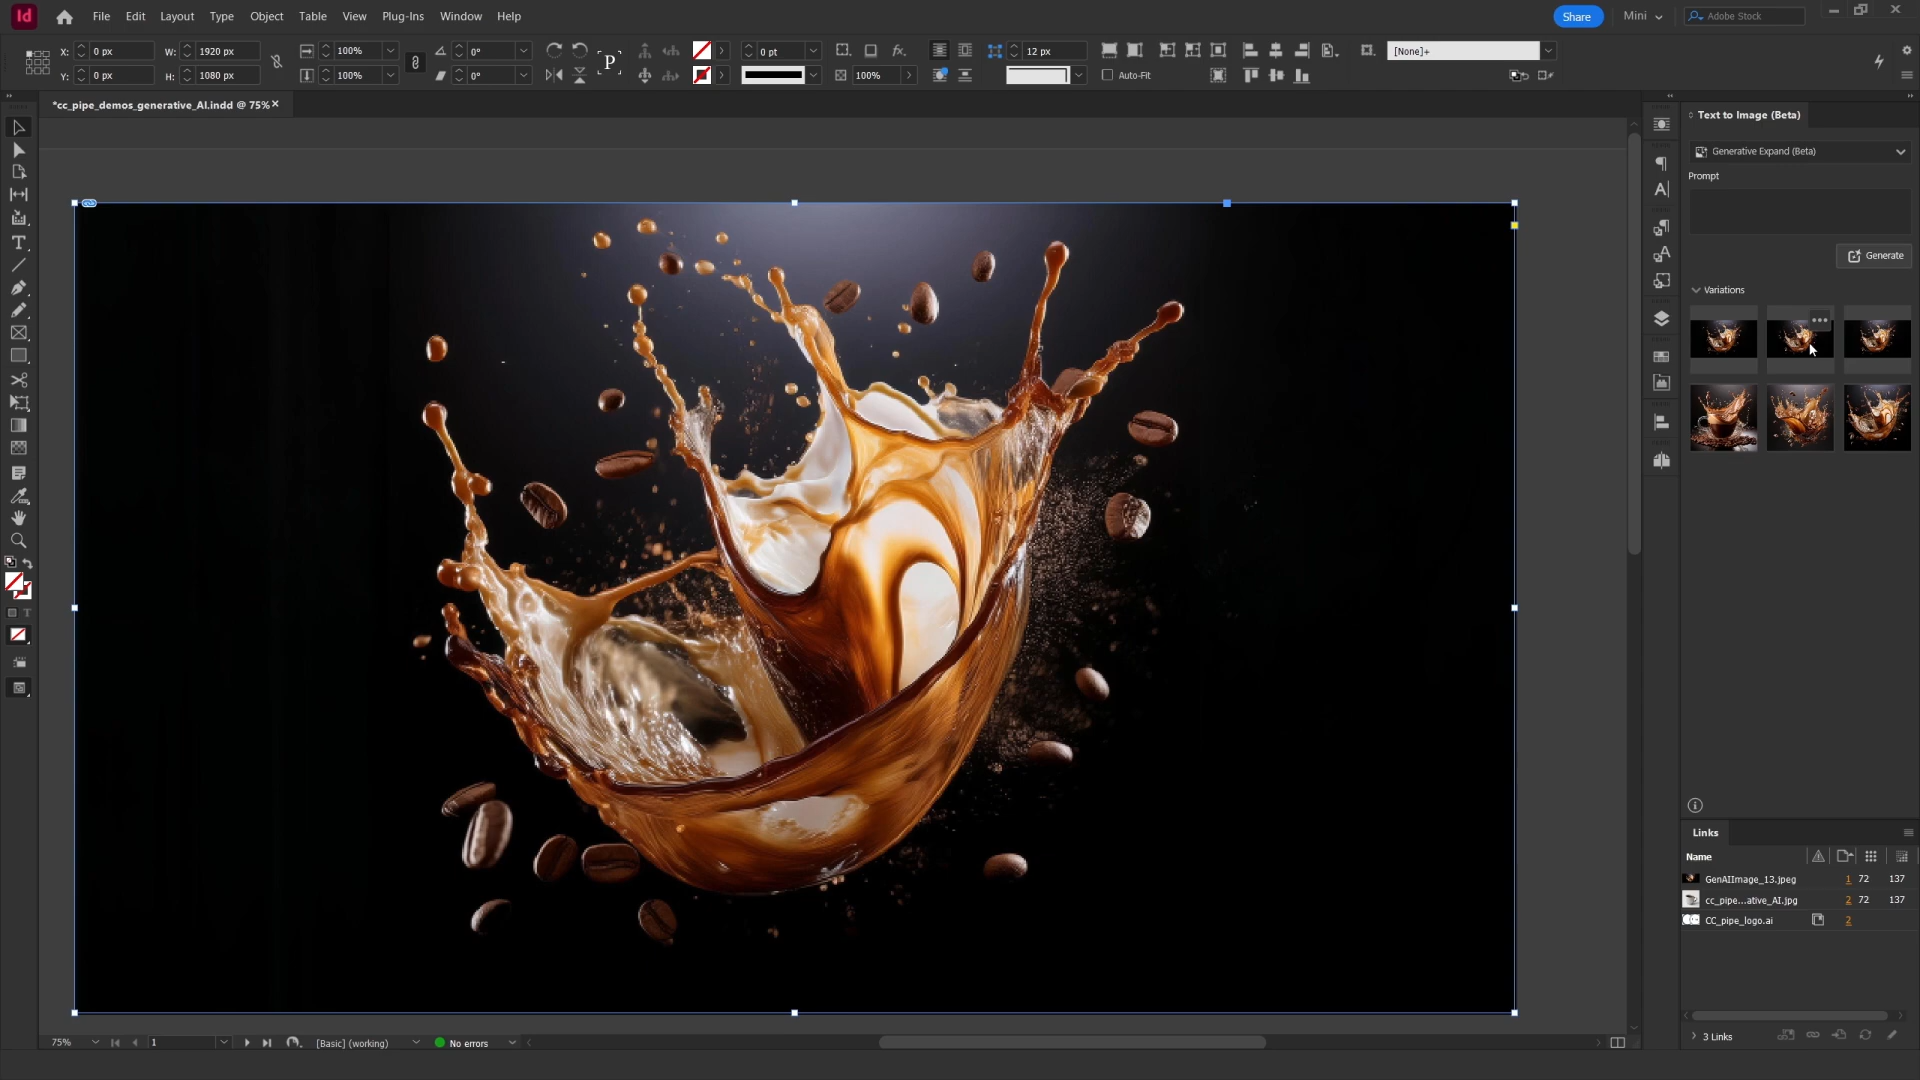 Id File Edit Layout Type Object Table View Plug-Ins Window Help Share Mini Adobe Stock
X: 0 px W: 1920 px 100% 0° P 0 pt fx. 12 px [None]+
Y: 0 px H: 1080 px 100% 0° 100% Auto-Fit
*cc_pipe_demos_generative_AI.indd @ 75% ×
Text to Image (Beta)
Generative Expand (Beta)
Prompt
Generate
Variations
Links
Name
GenAIImage_13.jpeg 1 72 137
cc_pipe...ative_AI.jpg 2 72 137
CC_pipe_logo.ai 2
3 Links
75% 1 [Basic] (working) No errors